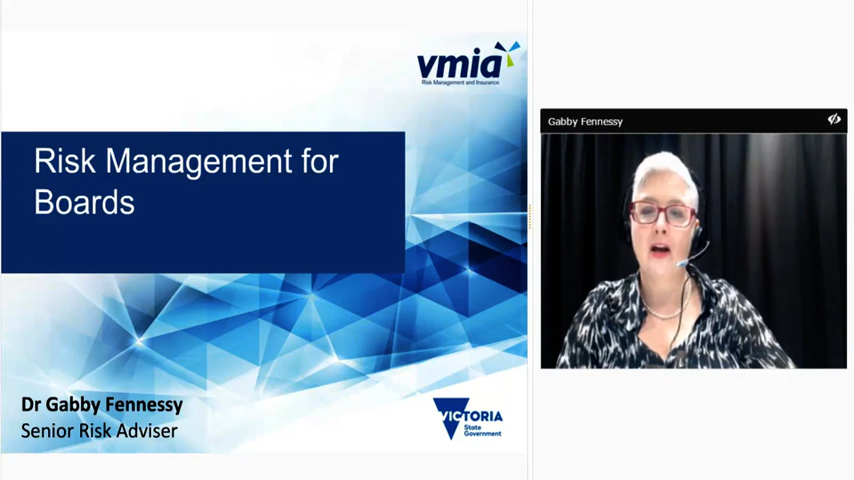 vmia
Risk Management and Insurance
Risk Management for
Boards
Dr Gabby Fennessy
Senior Risk Adviser
VICTORIA
State
Government
Gabby Fennessy